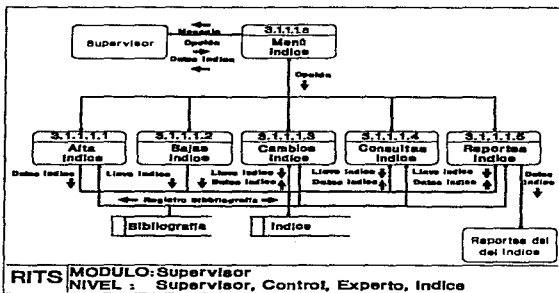 Mensaje
3.1.1.1.a
Supervisor
Opción
Menú
Indice
Datos Indice
Opción
3.1.1.1.1
3.1.1.1.2
3.1.1.1.3
3.1.1.1.4
3.1.1.1.5
Alta
Indice
Bajas
Indice
Cambios
Indice
Consultas
Indice
Reportes
Indice
Datos Indice
Llave Indice
Llave Indice
Datos Indice
Llave Indice
Datos Indice
Llave Indice
Datos Indice
Datos
Indice
Registro Bibliografía
Bibliografía
Indice
Reportes del
del Indice
RITS
MODULO: Supervisor
NIVEL : Supervisor, Control, Experto, Indice